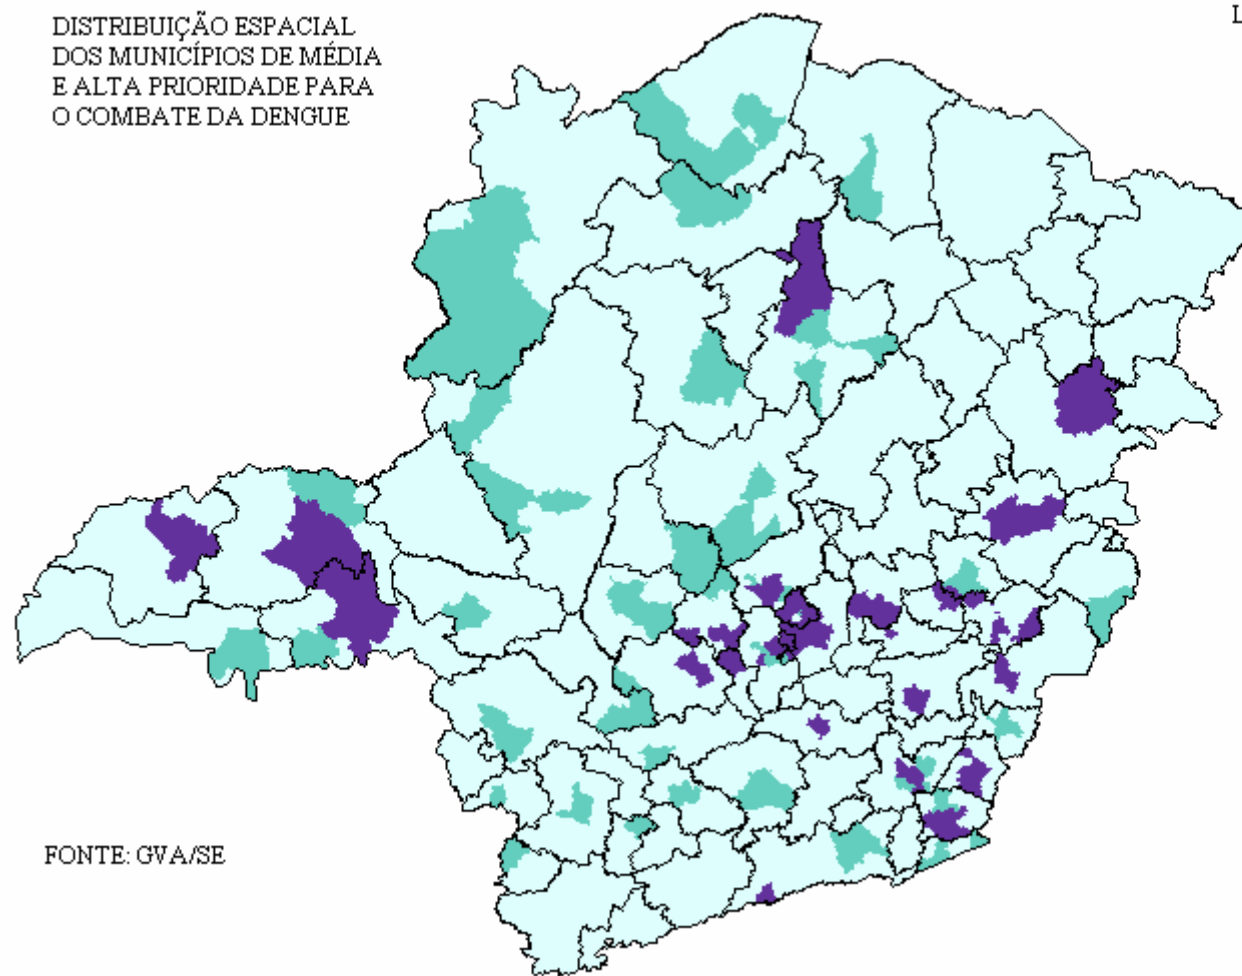 DISTRIBUIÇÃO ESPACIAL
DOS MUNICÍPIOS DE MÉDIA
E ALTA PRIORIDADE PARA
O COMBATE DA DENGUE
L
FONTE: GVA/SE